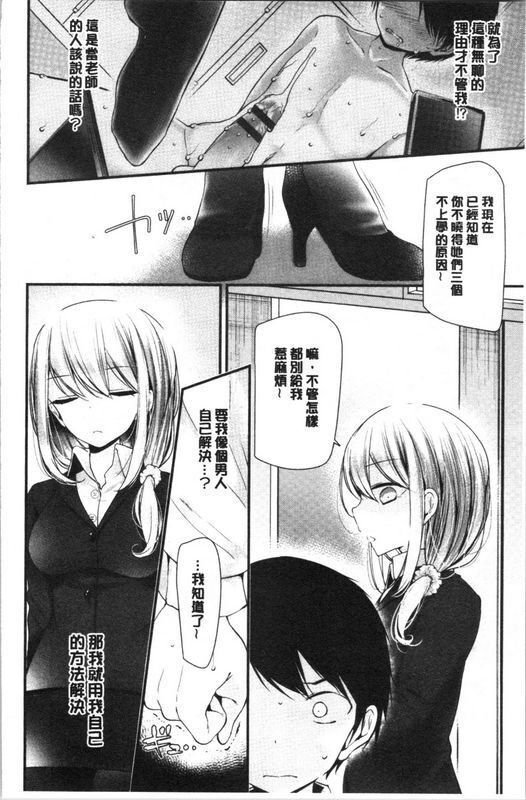 就為了
這種無聊的
理由才不管我!?
這是當老師
的人該說的話嗎?
我現在
已經知道
你不曉得她們三個
不上學的原因~
嘛,不管怎樣
都別給我
惹麻煩~
要我像個男人
自己解決…?
…我知道了~
那我就用我自己
的方法解決